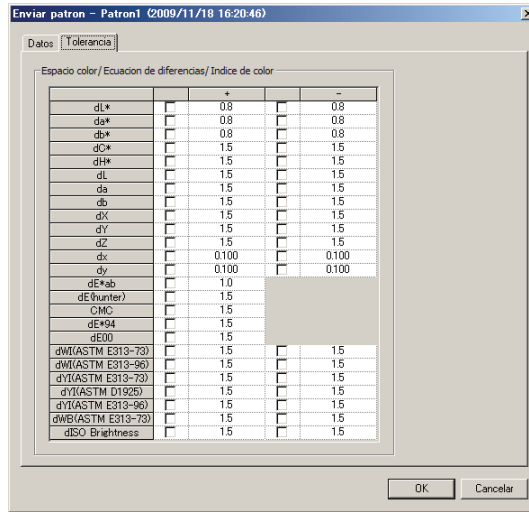 Enviar patron - Patron1 (2009/11/18 16:20:46)
Datos Tolerancia
Espacio color/ Ecuacion de diferencias/ Indice de color
+ -
dL* 0.8 0.8
da* 0.8 0.8
db* 0.8 0.8
dC* 1.5 1.5
dH* 1.5 1.5
dL 1.5 1.5
da 1.5 1.5
db 1.5 1.5
dX 1.5 1.5
dY 1.5 1.5
dZ 1.5 1.5
dx 0.100 0.100
dy 0.100 0.100
dE*ab 1.0
dE(hunter) 1.5
CMC 1.5
dE*94 1.5
dE00 1.5
dWI(ASTM E313-73) 1.5 1.5
dWI(ASTM E313-96) 1.5 1.5
dYI(ASTM E313-73) 1.5 1.5
dYI(ASTM D1925) 1.5 1.5
dYI(ASTM E313-96) 1.5 1.5
dWB(ASTM E313-73) 1.5 1.5
dISO Brightness 1.5 1.5
OK Cancelar